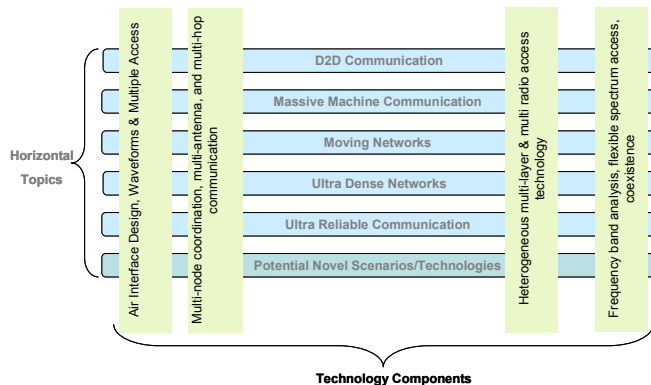 D2D Communication
Massive Machine Communication
Moving Networks
Ultra Dense Networks
Ultra Reliable Communication
Potential Novel Scenarios/Technologies
Horizontal
Topics
Air Interface Design, Waveforms & Multiple Access
Multi-node coordination, multi-antenna, and multi-hop
communication
Heterogeneous multi-layer & multi radio access
technology
Frequency band analysis, flexible spectrum access,
coexistence
Technology Components